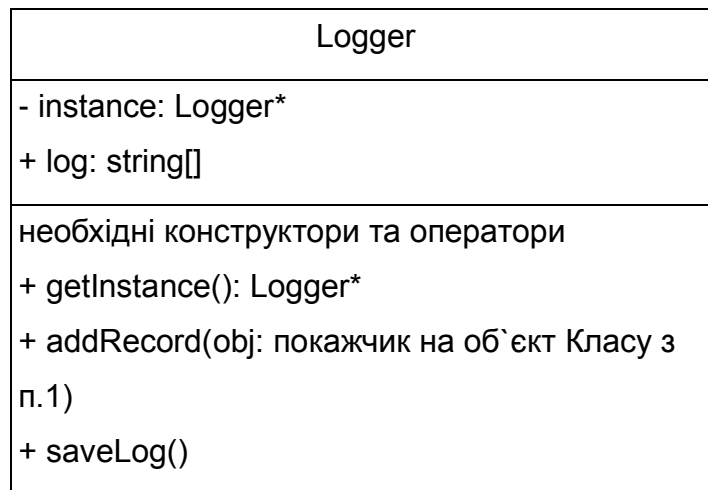 Logger
- instance: Logger*
+ log: string[]
необхідні конструктори та оператори
+ getInstance(): Logger*
+ addRecord(obj: покажчик на об`єкт Класу з
п.1)
+ saveLog()